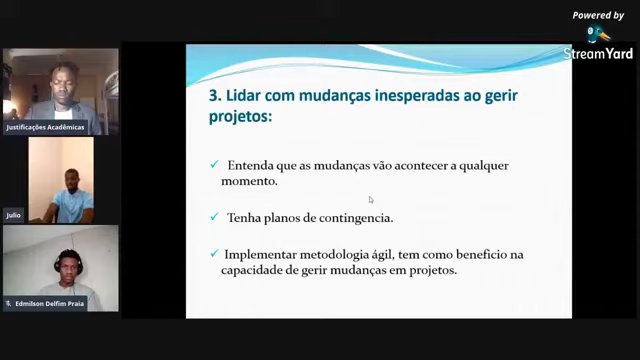 Powered by
StreamYard
3. Lidar com mudanças inesperadas ao gerir
projetos:
✓ Entenda que as mudanças vão acontecer a qualquer
momento.
✓ Tenha planos de contingencia.
✓ Implementar metodologia ágil, tem como beneficio na
capacidade de gerir mudanças em projetos.
Justificações Acadêmicas
Julio
Edmilson Delfim Praia